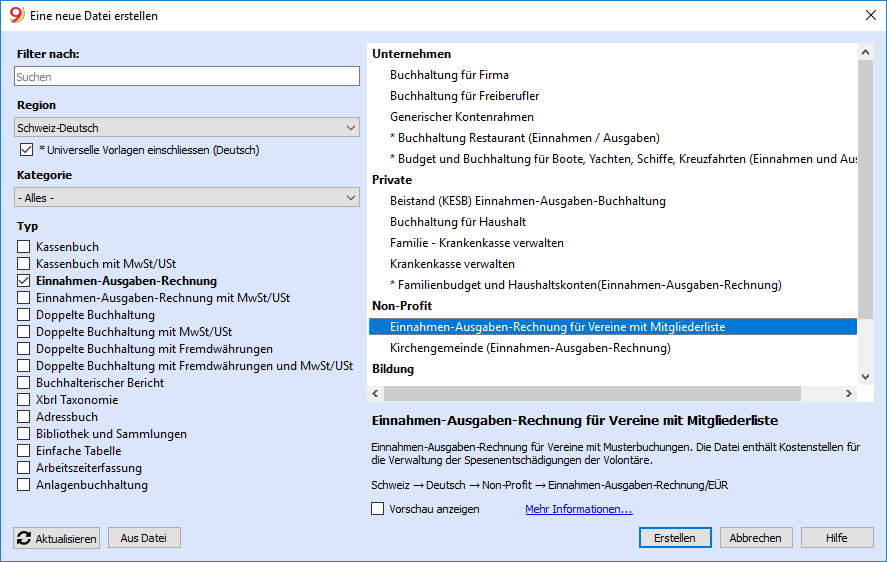 9 Eine neue Datei erstellen
Filter nach:
Suchen
Region
Schweiz-Deutsch
* Universelle Vorlagen einschliessen (Deutsch)
Kategorie
- Alles -
Typ
Kassenbuch
Kassenbuch mit MwSt/USt
Einnahmen-Ausgaben-Rechnung
Einnahmen-Ausgaben-Rechnung mit MwSt/USt
Doppelte Buchhaltung
Doppelte Buchhaltung mit MwSt/USt
Doppelte Buchhaltung mit Fremdwährungen
Doppelte Buchhaltung mit Fremdwährungen und MwSt/USt
Buchhalterischer Bericht
Xbrl Taxonomie
Adressbuch
Bibliothek und Sammlungen
Einfache Tabelle
Arbeitszeiterfassung
Anlagenbuchhaltung
Unternehmen
Buchhaltung für Firma
Buchhaltung für Freiberufler
Generischer Kontenrahmen
* Buchhaltung Restaurant (Einnahmen / Ausgaben)
* Budget und Buchhaltung für Boote, Yachten, Schiffe, Kreuzfahrten (Einnahmen und Aus
Private
Beistand (KESB) Einnahmen-Ausgaben-Buchhaltung
Buchhaltung für Haushalt
Familie - Krankenkasse verwalten
Krankenkasse verwalten
* Familienbudget und Haushaltskonten(Einnahmen-Ausgaben-Rechnung)
Non-Profit
Einnahmen-Ausgaben-Rechnung für Vereine mit Mitgliederliste
Kirchengemeinde (Einnahmen-Ausgaben-Rechnung)
Bildung
Einnahmen-Ausgaben-Rechnung für Vereine mit Mitgliederliste
Einnahmen-Ausgaben-Rechnung für Vereine mit Musterbuchungen. Die Datei enthält Kostenstellen für
die Verwaltung der Spesenentschädigungen der Volontäre.
Schweiz → Deutsch → Non-Profit → Einnahmen-Ausgaben-Rechnung/EÜR
Vorschau anzeigen Mehr Informationen...
Aktualisieren Aus Datei Erstellen Abbrechen Hilfe